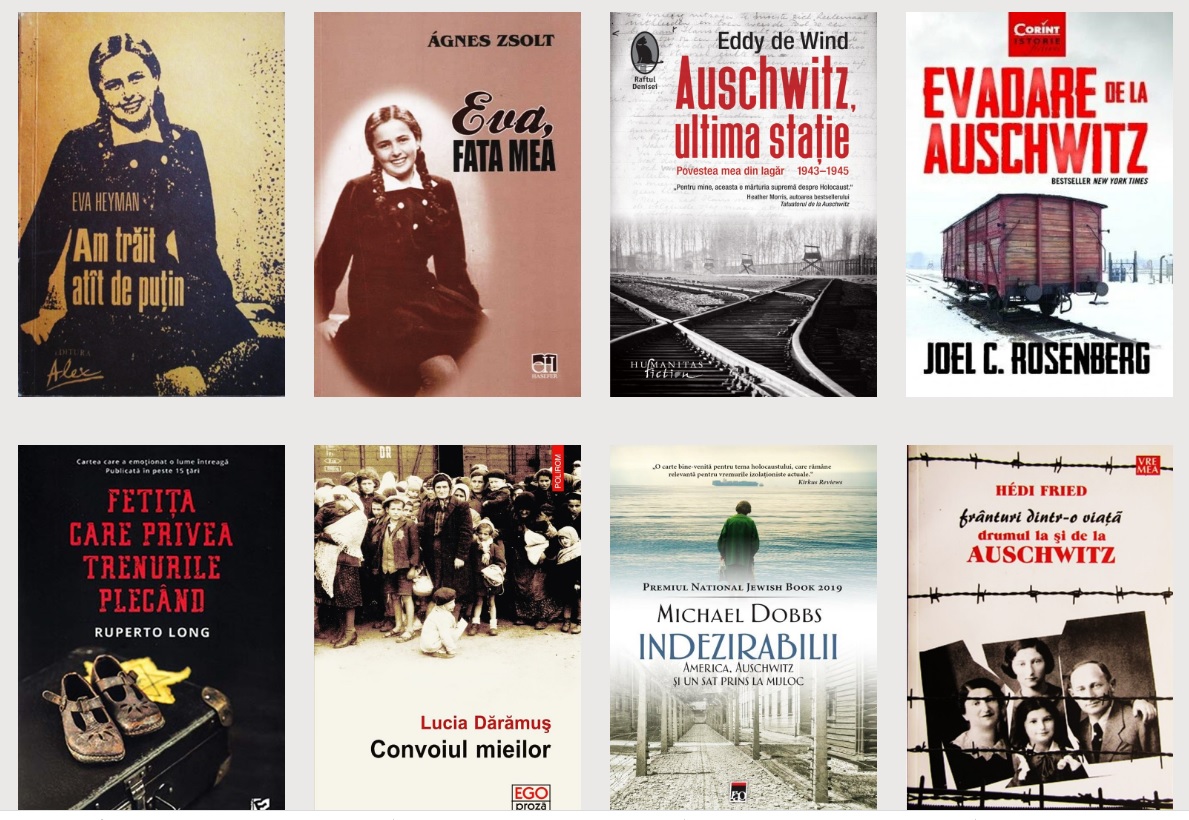 EVA HEYMAN
Am trăit
atît de puțin
EDITURA
Alex
ÁGNES ZSOLT
Eva,
FATA MEA
HASEFER
Raftul
Denisei
Eddy de Wind
Auschwitz,
ultima stație
Povestea mea din lagăr 1943–1945
„Pentru mine, aceasta e mărturia supremă despre Holocaust.”
Heather Morris, autoarea bestsellerului
Tatuatorul de la Auschwitz
HUMANITAS
fiction
CORINT
ISTORIE
EVADARE DE LA
AUSCHWITZ
BESTSELLER NEW YORK TIMES
JOEL C. ROSENBERG
Cartea care a emoționat o lume întreagă
Publicată în peste 15 țări
FETIȚA
CARE PRIVEA
TRENURILE
PLECÂND
RUPERTO LONG
POLIROM
Lucia Dărămuș
Convoiul mieilor
EGO
proză
„O carte bine-venită pentru tema holocaustului, care rămâne
relevantă pentru vremurile izolaționiste actuale.”
Kirkus Reviews
PREMIUL NATIONAL JEWISH BOOK 2019
MICHAEL DOBBS
INDEZIRABILII
AMERICA, AUSCHWITZ
ȘI UN SAT PRINS LA MIJLOC
VRE
MEA
HÉDI FRIED
frânturi dintr-o viață
drumul la și de la
AUSCHWITZ